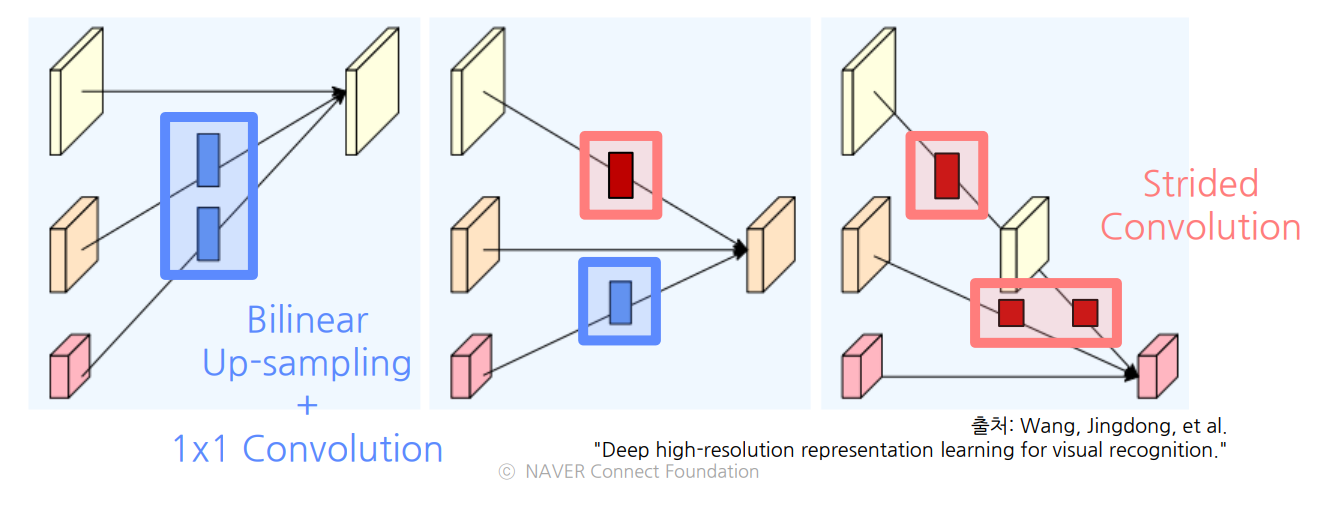 Bilinear
Up-sampling
+
1x1 Convolution
Strided
Convolution
출처: Wang, Jingdong, et al.
"Deep high-resolution representation learning for visual recognition."
ⓒ NAVER Connect Foundation